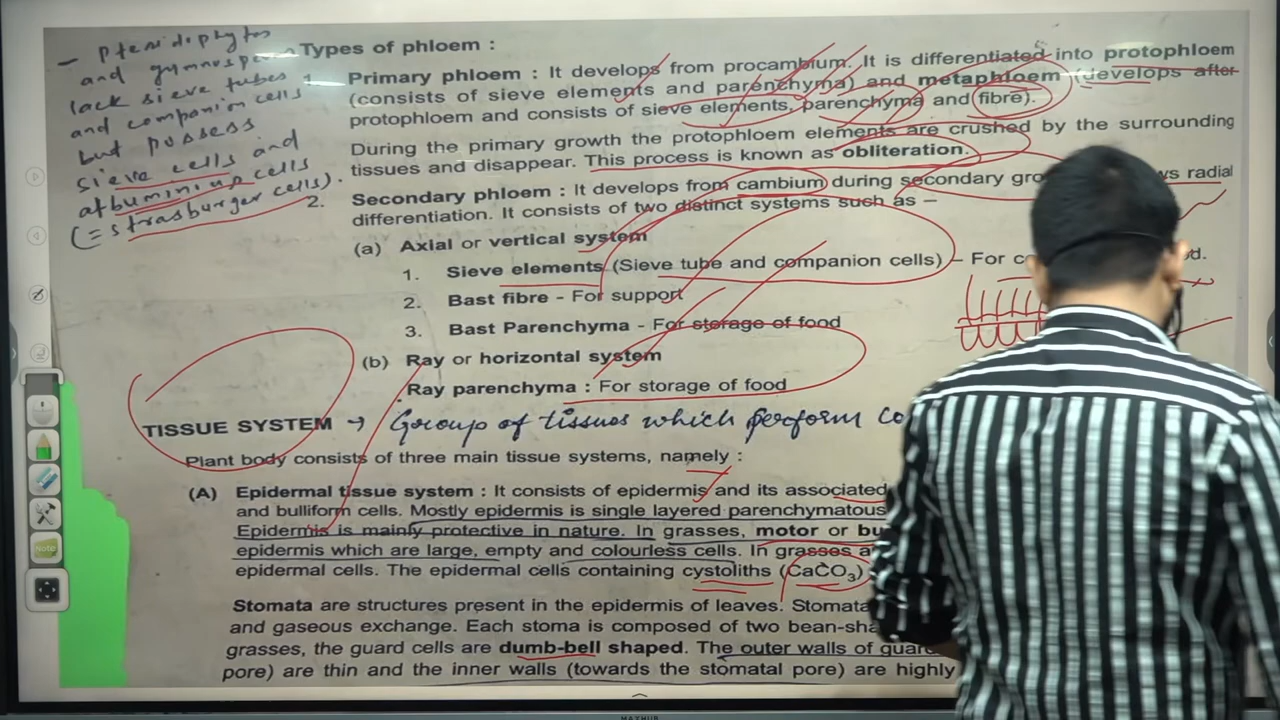 - pteridophytes
and gymnosperm
lack sieve tubes
and companion cells
but possess
sieve cells and
albuminous cells
(= strasburger cells).
Types of phloem :
1. Primary phloem : It develops from procambium. It is differentiated into protophloem
(consists of sieve elements and parenchyma) and metaphloem (develops after
protophloem and consists of sieve elements, parenchyma and fibre).
During the primary growth the protophloem elements are crushed by the surrounding
tissues and disappear. This process is known as obliteration.
2. Secondary phloem : It develops from cambium during secondary gro ws radial
differentiation. It consists of two distinct systems such as –
(a) Axial or vertical system
1. Sieve elements (Sieve tube and companion cells) – For c d.
2. Bast fibre - For support
3. Bast Parenchyma - For storage of food
(b) Ray or horizontal system
Ray parenchyma : For storage of food
TISSUE SYSTEM → Group of tissues which perform co
Plant body consists of three main tissue systems, namely :
(A) Epidermal tissue system : It consists of epidermis and its associated
and bulliform cells. Mostly epidermis is single layered parenchymatous
Epidermis is mainly protective in nature. In grasses, motor or bu
epidermis which are large, empty and colourless cells. In grasses a
epidermal cells. The epidermal cells containing cystoliths (CaCO3)
Stomata are structures present in the epidermis of leaves. Stomata
and gaseous exchange. Each stoma is composed of two bean-sha
grasses, the guard cells are dumb-bell shaped. The outer walls of guard
pore) are thin and the inner walls (towards the stomatal pore) are highly
Note